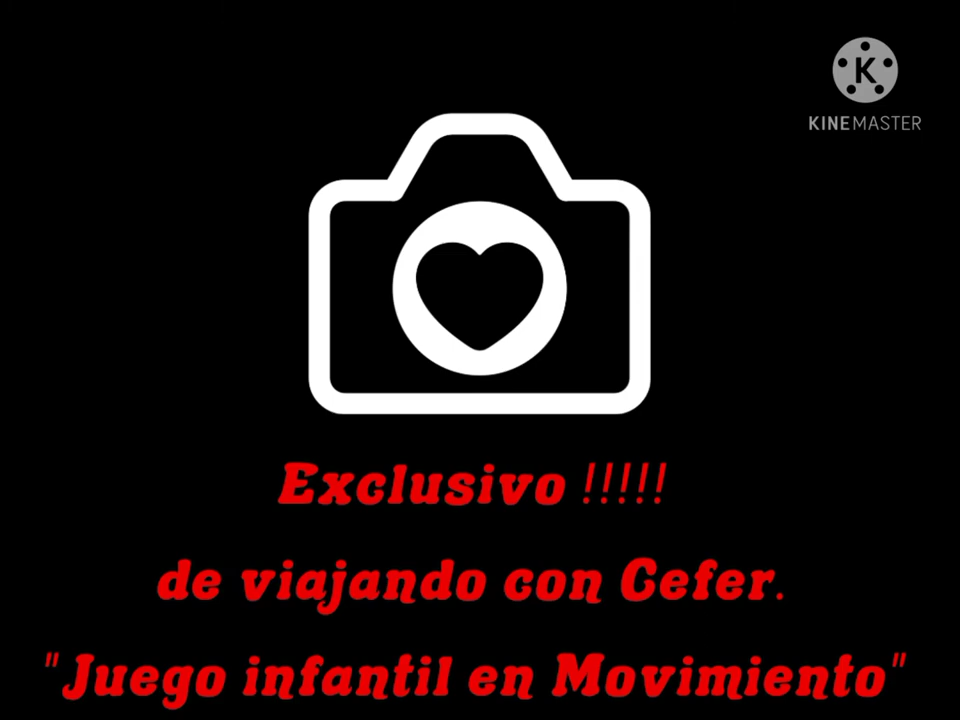 K
KINEMASTER
Exclusivo !!!!!
de viajando con Cefer.
"Juego infantil en Movimiento"